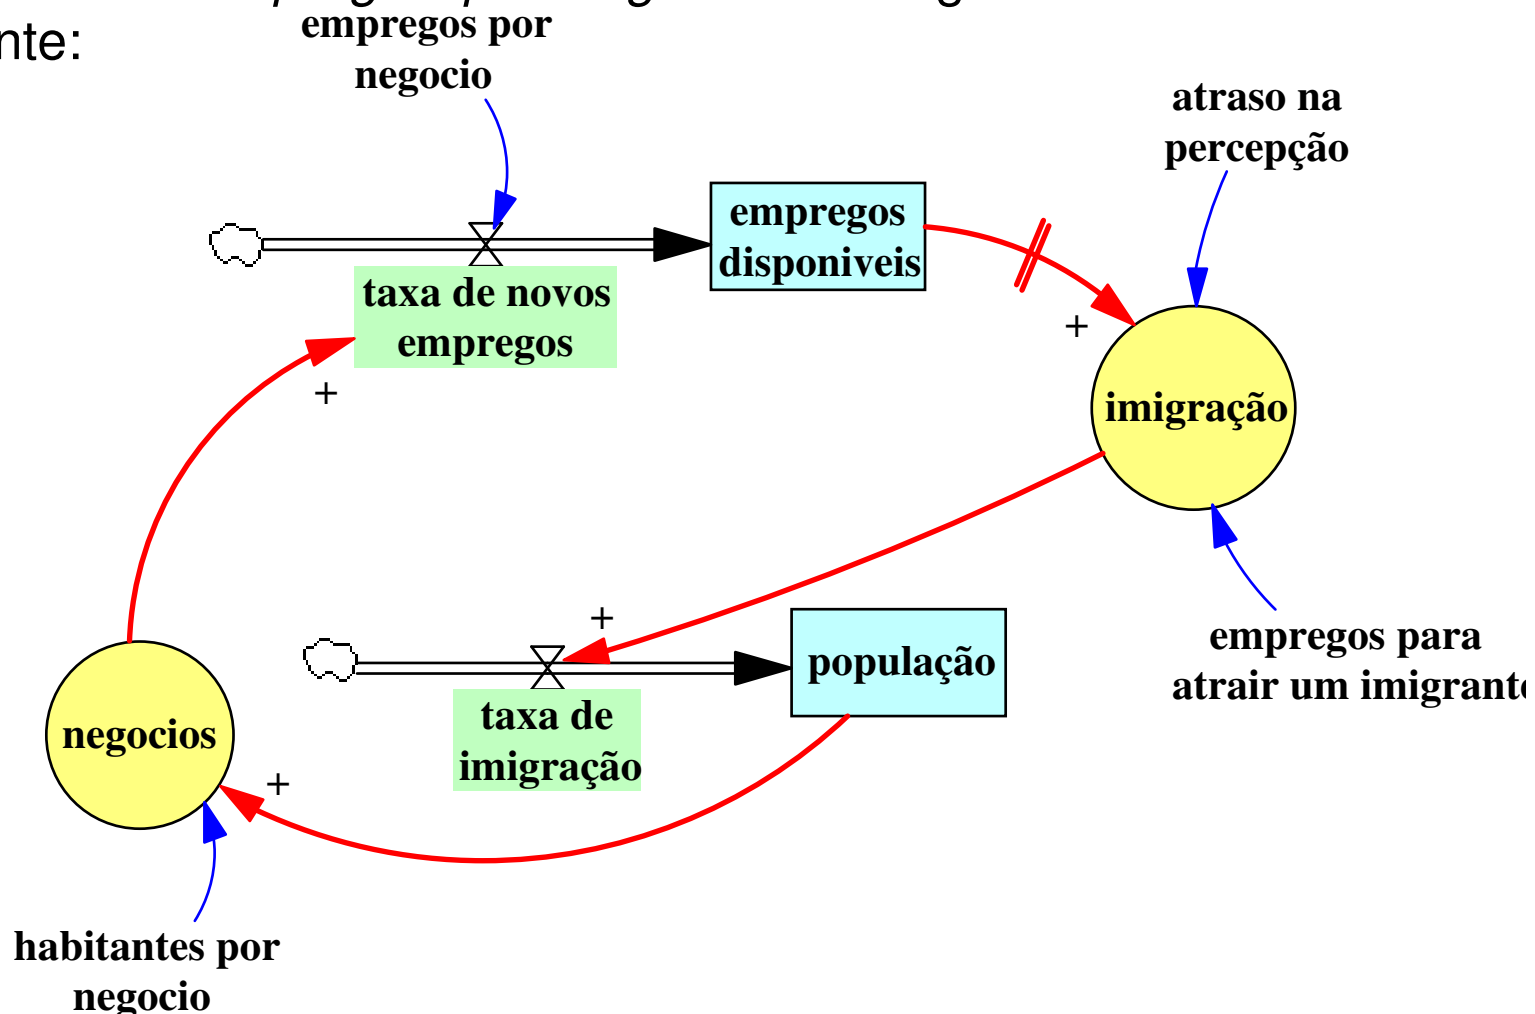 nte:
empregos por
negocio
atraso na
percepção
empregos
disponiveis
taxa de novos
empregos
+
+
imigração
+
população
empregos para
atrair um imigrante
taxa de
imigração
negocios
+
habitantes por
negocio